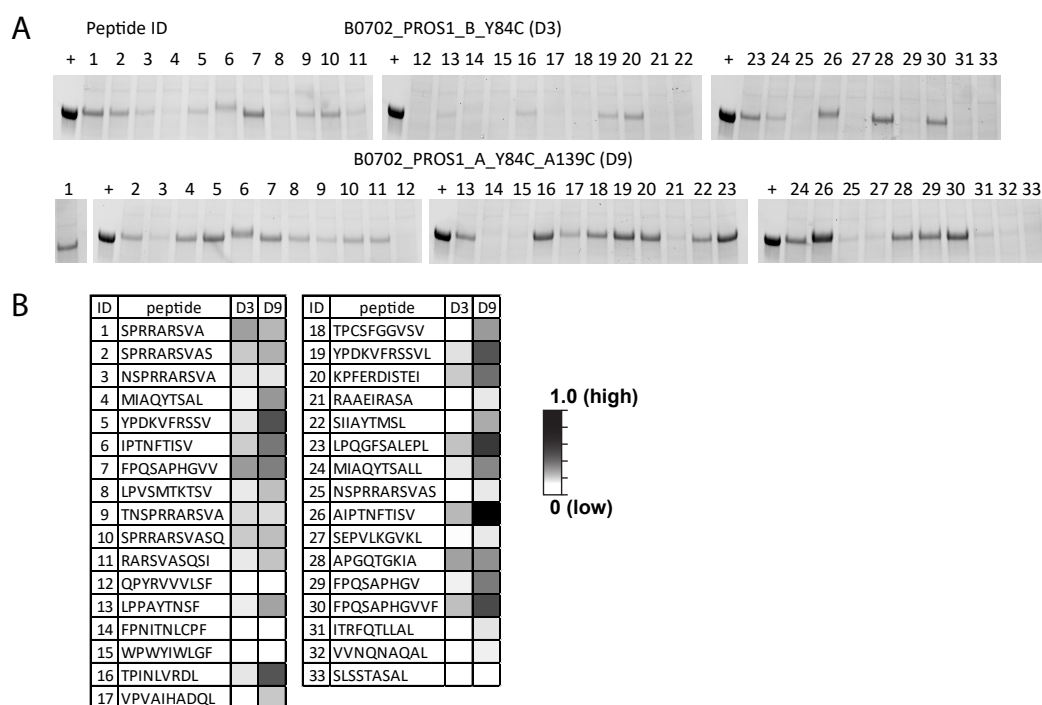 A
Peptide ID B0702_PROS1_B_Y84C (D3)
+ 1 2 3 4 5 6 7 8 9 10 11 + 12 13 14 15 16 17 18 19 20 21 22 + 23 24 25 26 27 28 29 30 31 33
B0702_PROS1_A_Y84C_A139C (D9)
1 + 2 3 4 5 6 7 8 9 10 11 12 + 13 14 15 16 17 18 19 20 21 22 23 + 24 26 25 27 28 29 30 31 32 33
B
ID peptide D3 D9
1 SPRRARSVA
2 SPRRARSVAS
3 NSPRRARSVA
4 MIAQYTSAL
5 YPDKVFRSSV
6 IPTNFTISV
7 FPQSAPHGVV
8 LPVSMTKTSV
9 TNSPRRARSVA
10 SPRRARSVASQ
11 RARSVASQSI
12 QPYRVVVLSF
13 LPPAYTNSF
14 FPNITNLCPF
15 WPWYIWLGF
16 TPINLVRDL
17 VPVAIHADQL
ID peptide D3 D9
18 TPCSFGGVSV
19 YPDKVFRSSVL
20 KPFERDISTEI
21 RAAEIRASA
22 SIIAYTMSL
23 LPQGFSALEPL
24 MIAQYTSALL
25 NSPRRARSVAS
26 AIPTNFTISV
27 SEPVLKGVKL
28 APGQTGKIA
29 FPQSAPHGV
30 FPQSAPHGVVF
31 ITRFQTLLAL
32 VVNQNAQAL
33 SLSSTASAL
1.0 (high)
0 (low)